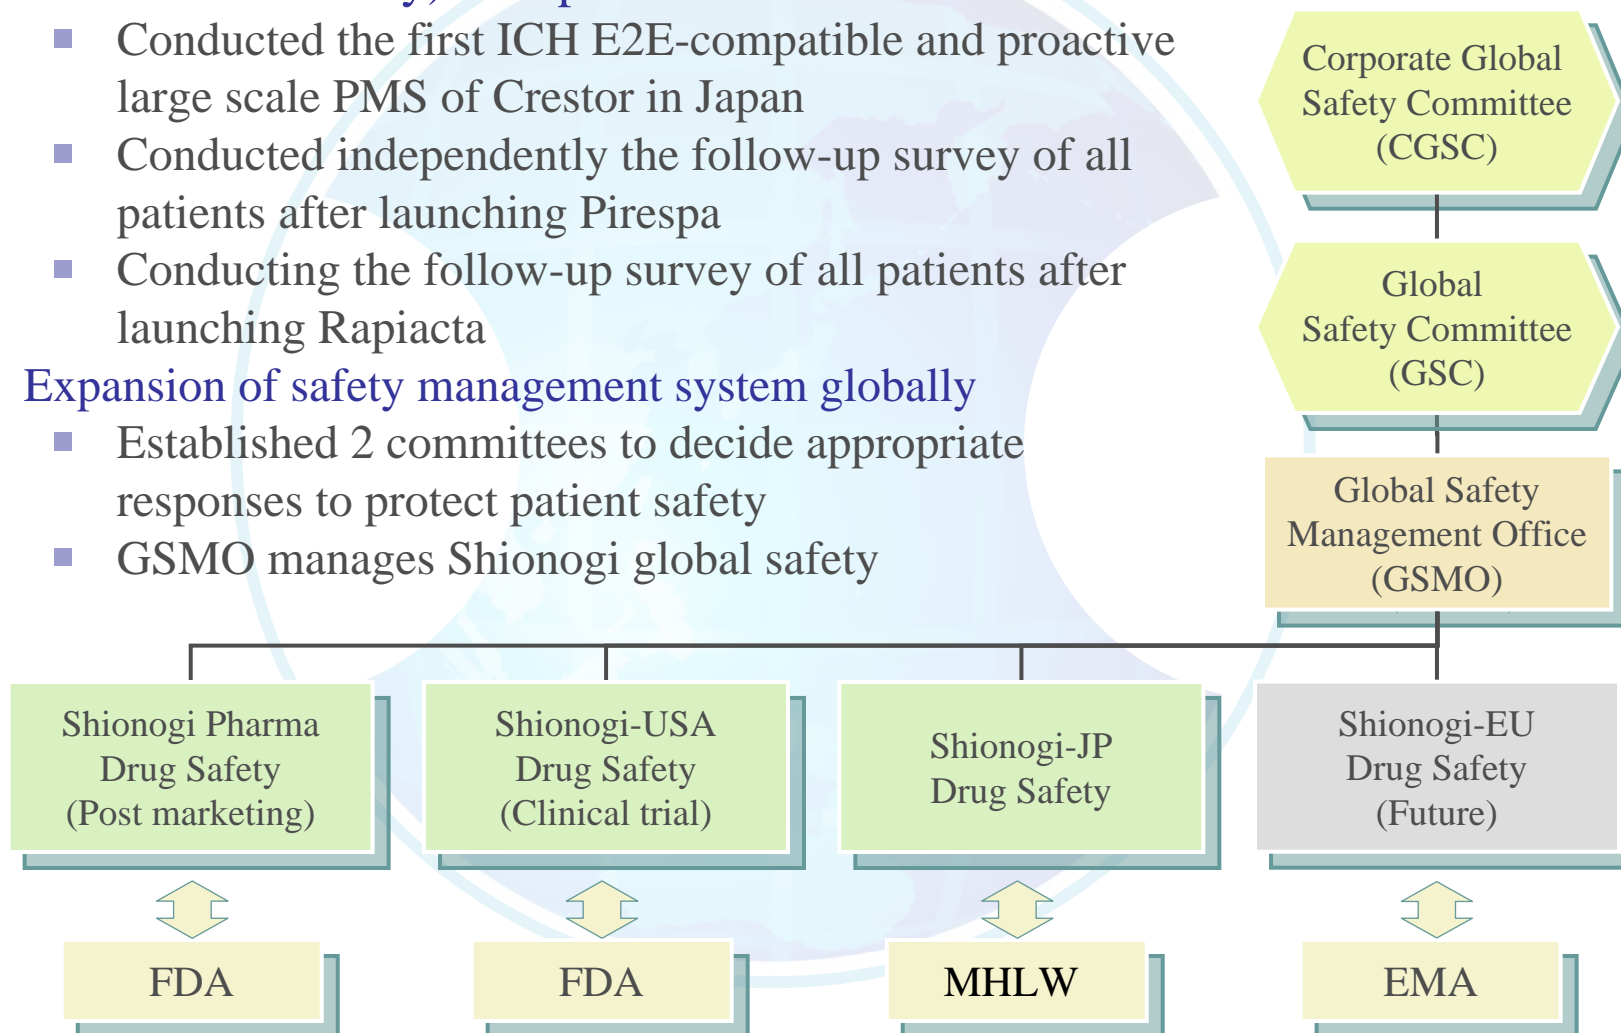 Conducted the first ICH E2E-compatible and proactive
large scale PMS of Crestor in Japan
Conducted independently the follow-up survey of all
patients after launching Pirespa
Conducting the follow-up survey of all patients after
launching Rapiacta
Expansion of safety management system globally
Established 2 committees to decide appropriate
responses to protect patient safety
GSMO manages Shionogi global safety
Corporate Global
Safety Committee
(CGSC)
Global
Safety Committee
(GSC)
Global Safety
Management Office
(GSMO)
Shionogi Pharma
Drug Safety
(Post marketing)
Shionogi-USA
Drug Safety
(Clinical trial)
Shionogi-JP
Drug Safety
Shionogi-EU
Drug Safety
(Future)
FDA
FDA
MHLW
EMA